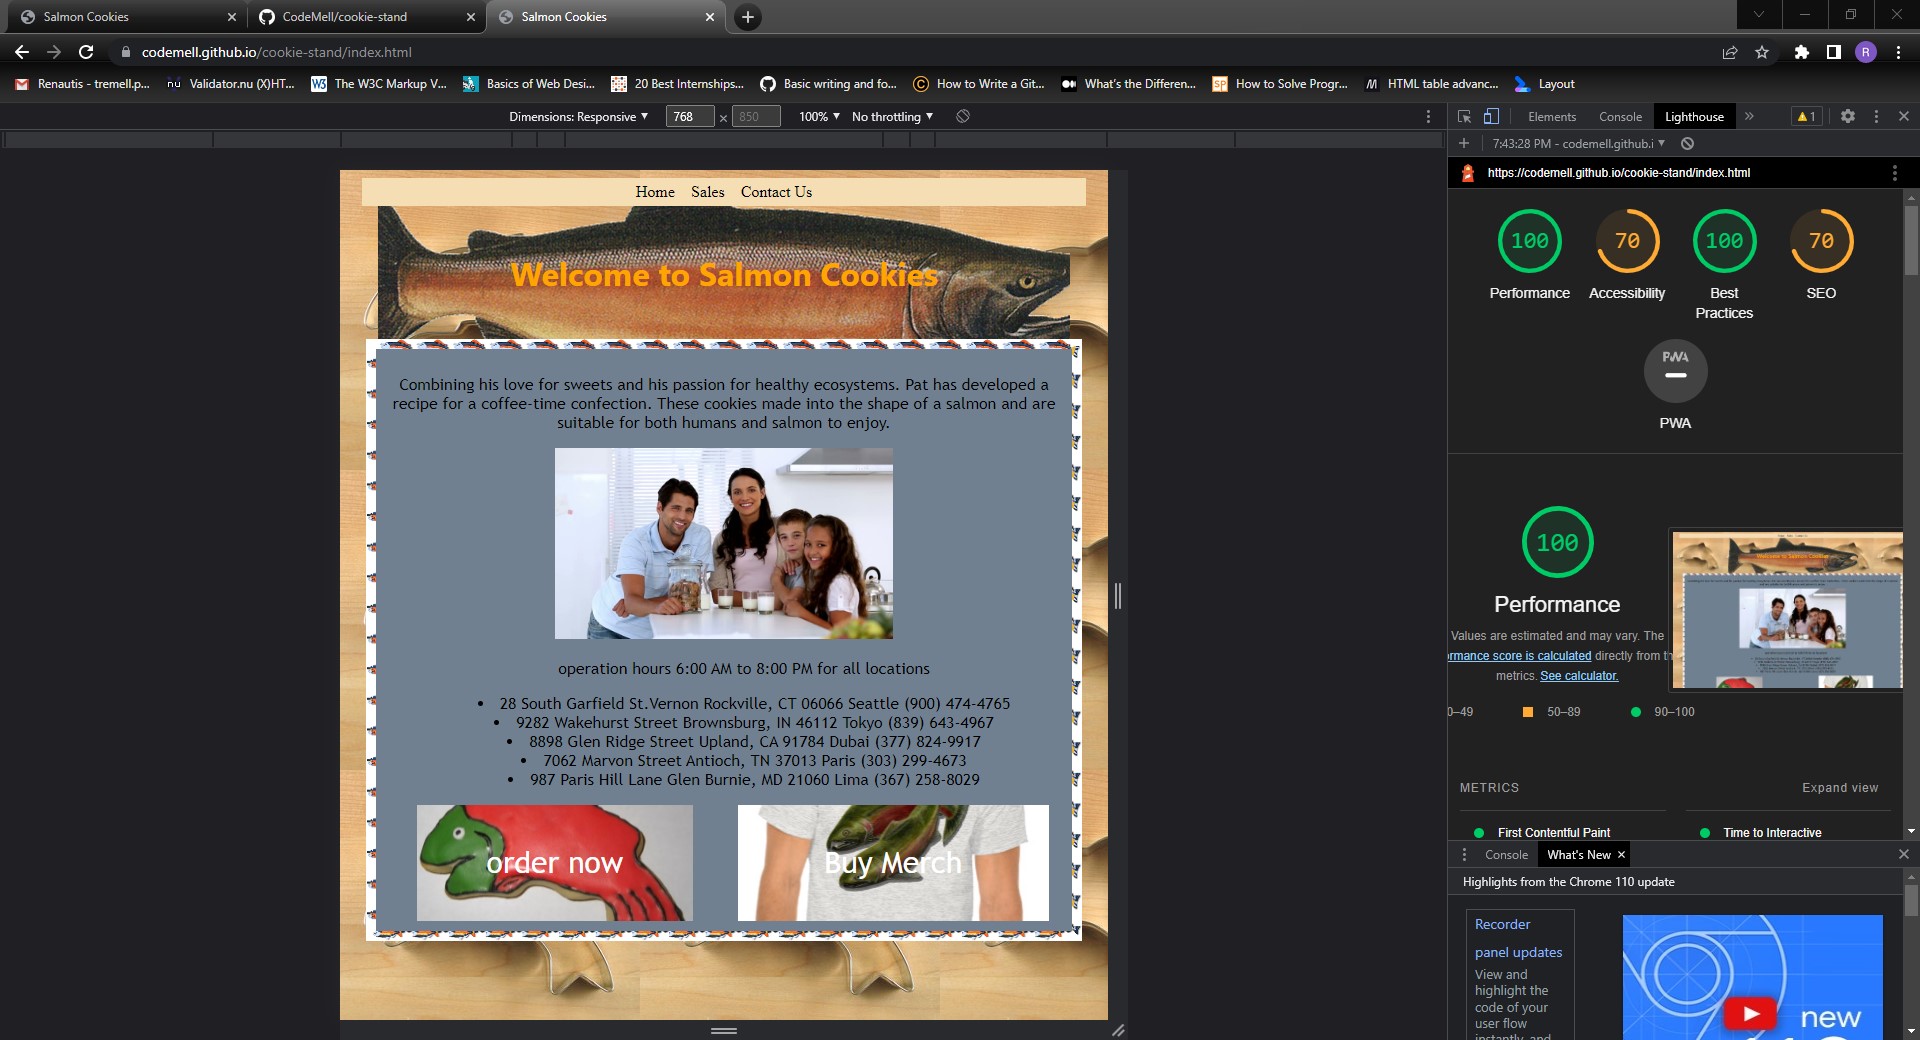 Salmon Cookies
CodeMell/cookie-stand
Salmon Cookies
codemell.github.io/cookie-stand/index.html
R
Renautis - tremell.p...
nu Validator.nu (X)HT...
W3 The W3C Markup V...
Basics of Web Desi...
20 Best Internships...
Basic writing and fo...
How to Write a Git...
What's the Differen...
SP How to Solve Progr...
HTML table advanc...
Layout
Dimensions: Responsive
768 × 850
100%
No throttling
Elements
Console
Lighthouse
1
7:43:28 PM - codemell.github.i
https://codemell.github.io/cookie-stand/index.html
Home Sales Contact Us
Welcome to Salmon Cookies
Combining his love for sweets and his passion for healthy ecosystems. Pat has developed a
recipe for a coffee-time confection. These cookies made into the shape of a salmon and are
suitable for both humans and salmon to enjoy.
operation hours 6:00 AM to 8:00 PM for all locations
• 28 South Garfield St.Vernon Rockville, CT 06066 Seattle (900) 474-4765
• 9282 Wakehurst Street Brownsburg, IN 46112 Tokyo (839) 643-4967
• 8898 Glen Ridge Street Upland, CA 91784 Dubai (377) 824-9917
• 7062 Marvon Street Antioch, TN 37013 Paris (303) 299-4673
• 987 Paris Hill Lane Glen Burnie, MD 21060 Lima (367) 258-8029
order now
Buy Merch
100 70 100 70
Performance
Accessibility
Best
Practices
SEO
PWA
PWA
100
Performance
Values are estimated and may vary. The
rmance score is calculated directly from th
metrics. See calculator.
0–49
50–89
90–100
METRICS
Expand view
First Contentful Paint
Time to Interactive
Console
What's New
Highlights from the Chrome 110 update
Recorder
panel updates
View and
highlight the
code of your
user flow
instantly, and
new